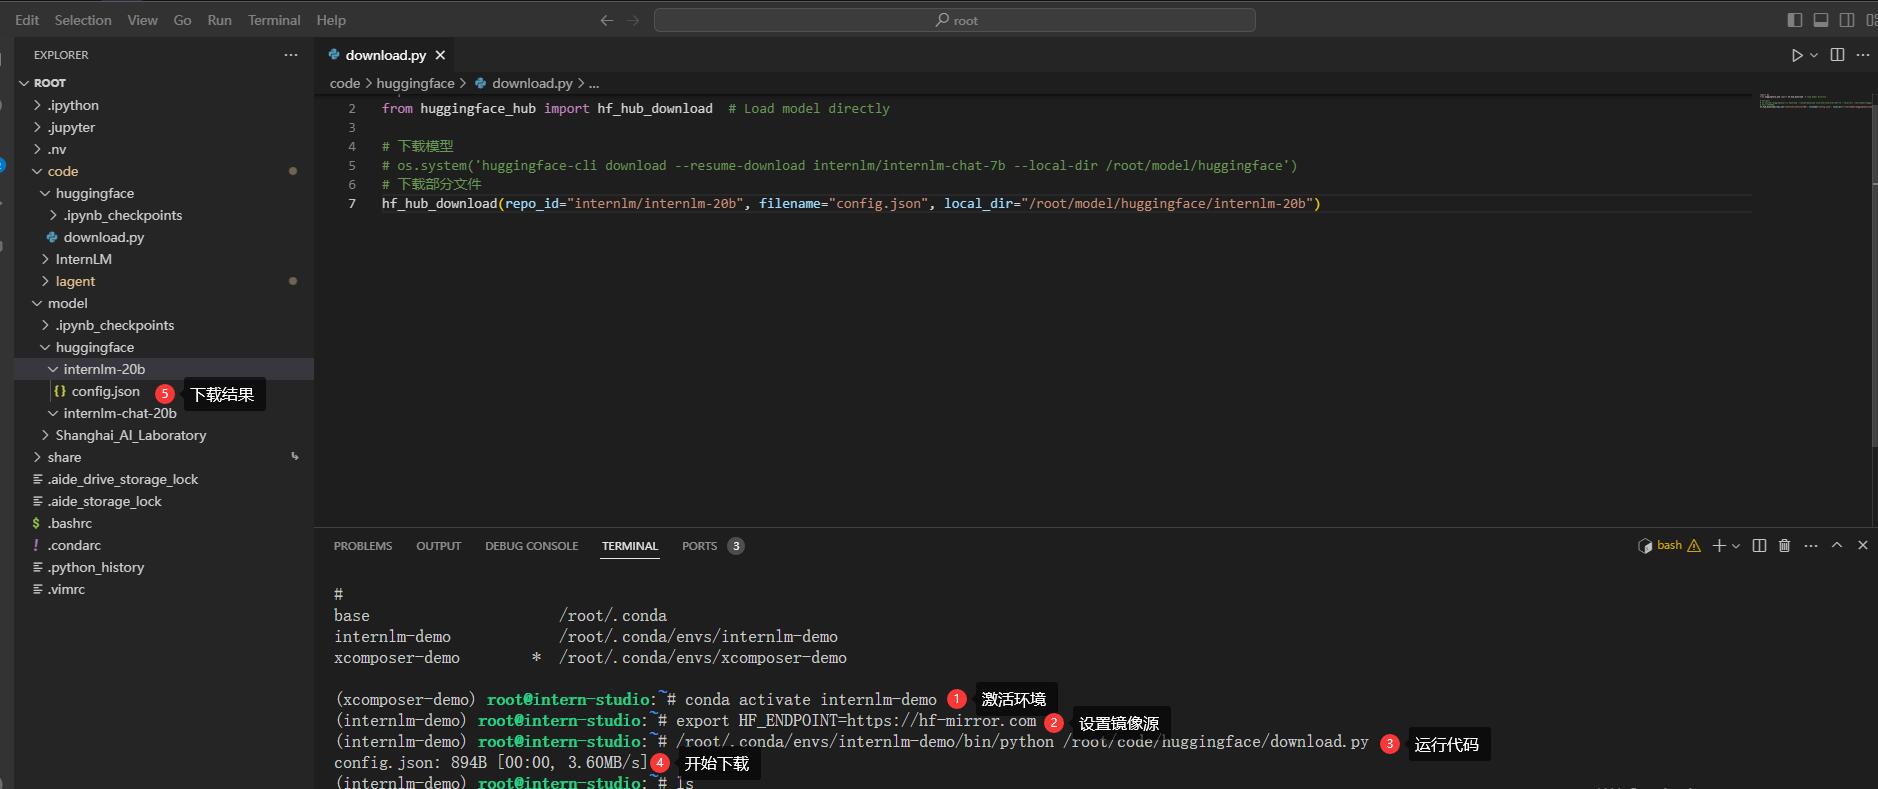 Edit Selection View Go Run Terminal Help
root
EXPLORER
ROOT
.ipython
.jupyter
.nv
code
huggingface
.ipynb_checkpoints
download.py
InternLM
lagent
model
.ipynb_checkpoints
huggingface
internlm-20b
{} config.json 5 下载结果
internlm-chat-20b
Shanghai_AI_Laboratory
share
.aide_drive_storage_lock
.aide_storage_lock
$ .bashrc
! .condarc
.python_history
.vimrc
download.py
code > huggingface > download.py > ...
2 from huggingface_hub import hf_hub_download # Load model directly
3
4 # 下载模型
5 # os.system('huggingface-cli download --resume-download internlm/internlm-chat-7b --local-dir /root/model/huggingface')
6 # 下载部分文件
7 hf_hub_download(repo_id="internlm/internlm-20b", filename="config.json", local_dir="/root/model/huggingface/internlm-20b")
PROBLEMS OUTPUT DEBUG CONSOLE TERMINAL PORTS 3
bash
#
base /root/.conda
internlm-demo /root/.conda/envs/internlm-demo
xcomposer-demo * /root/.conda/envs/xcomposer-demo
(xcomposer-demo) root@intern-studio:~# conda activate internlm-demo 1 激活环境
(internlm-demo) root@intern-studio:~# export HF_ENDPOINT=https://hf-mirror.com 2 设置镜像源
(internlm-demo) root@intern-studio:~# /root/.conda/envs/internlm-demo/bin/python /root/code/huggingface/download.py 3 运行代码
config.json: 894B [00:00, 3.60MB/s] 4 开始下载
(internlm-demo) root@intern-studio:~# ls